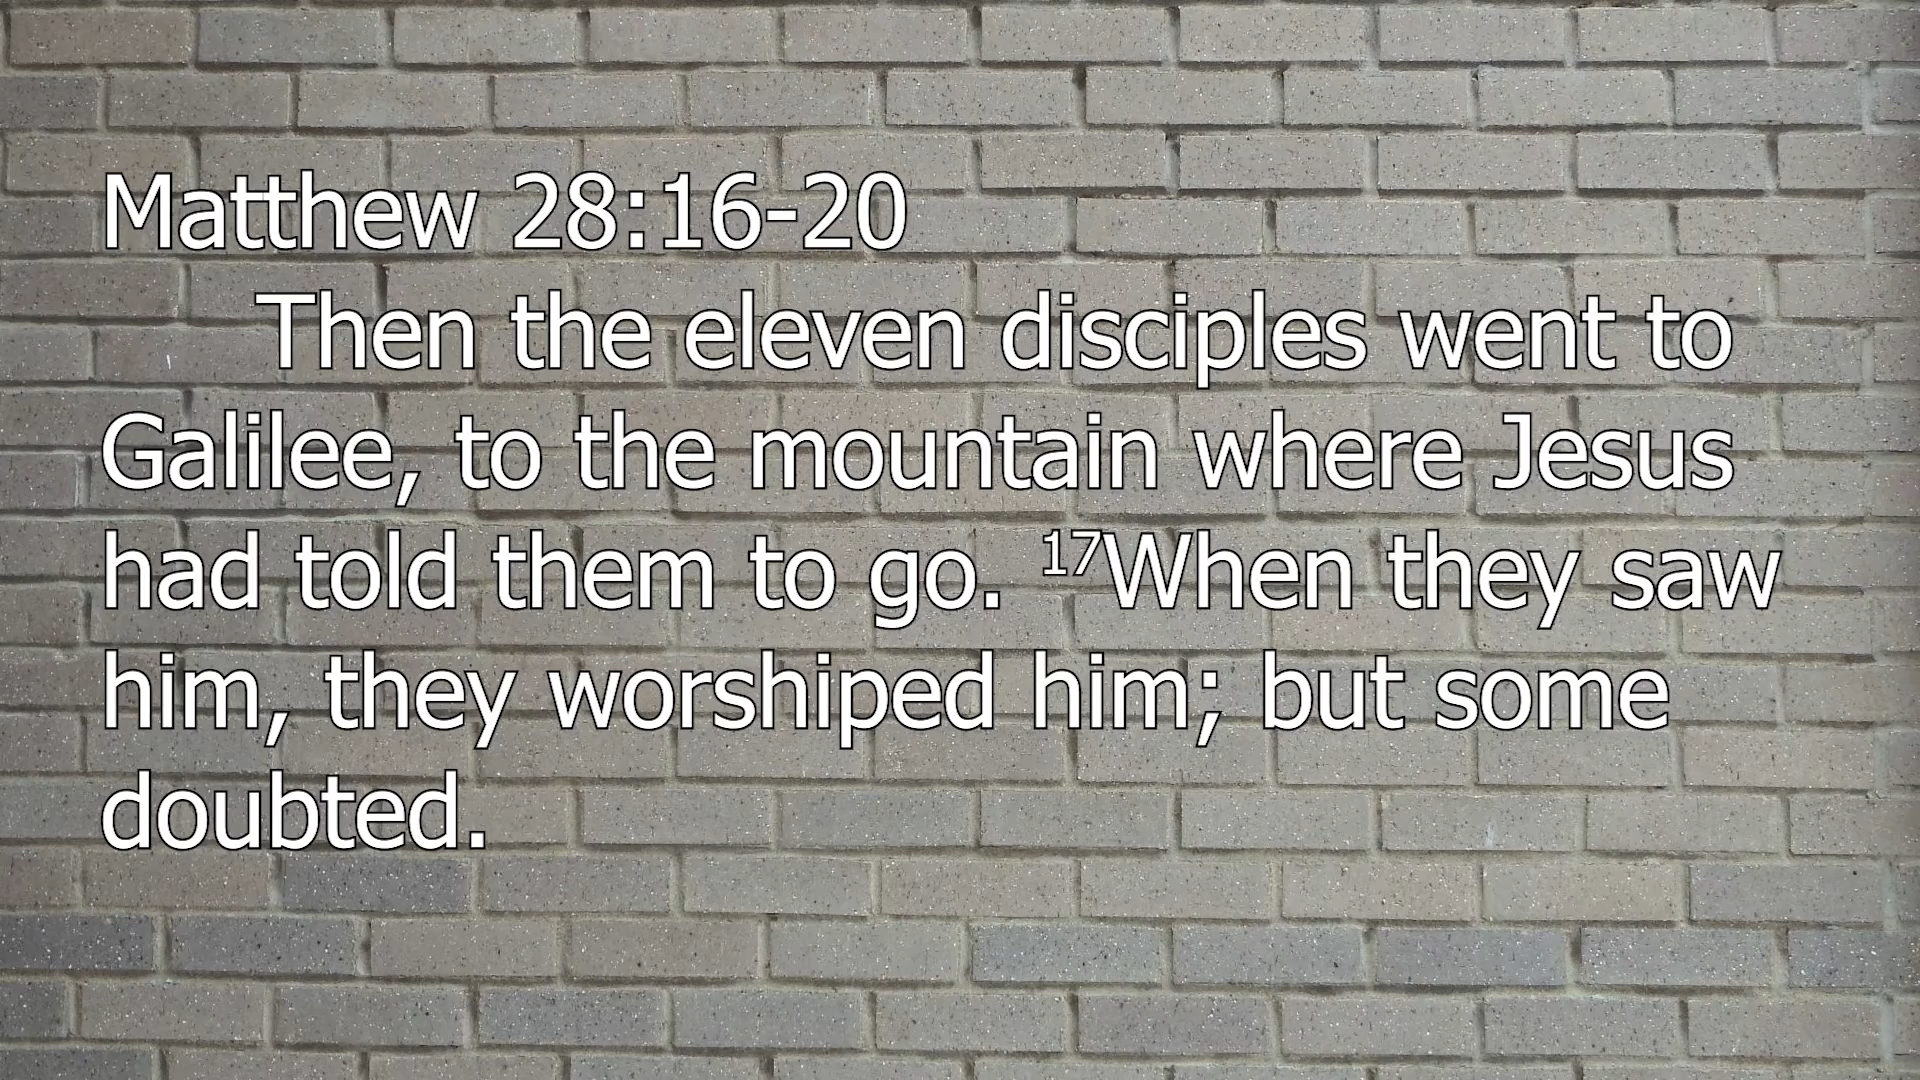 Matthew 28:16-20
Then the eleven disciples went to
Galilee, to the mountain where Jesus
had told them to go. 17When they saw
him, they worshiped him; but some
doubted.